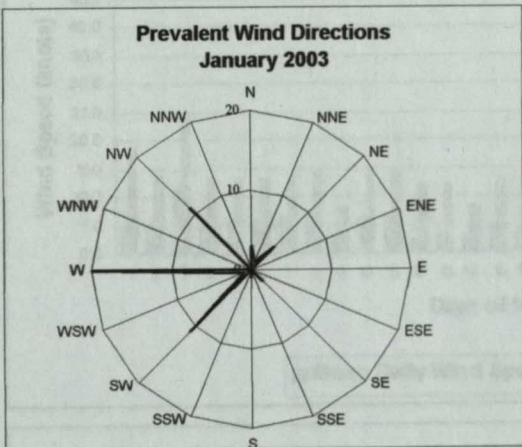 Prevalent Wind Directions
January 2003
N
NNW
20
NNE
NW
NE
10
WNW
ENE
W
E
WSW
ESE
SW
SE
SSW
SSE
S